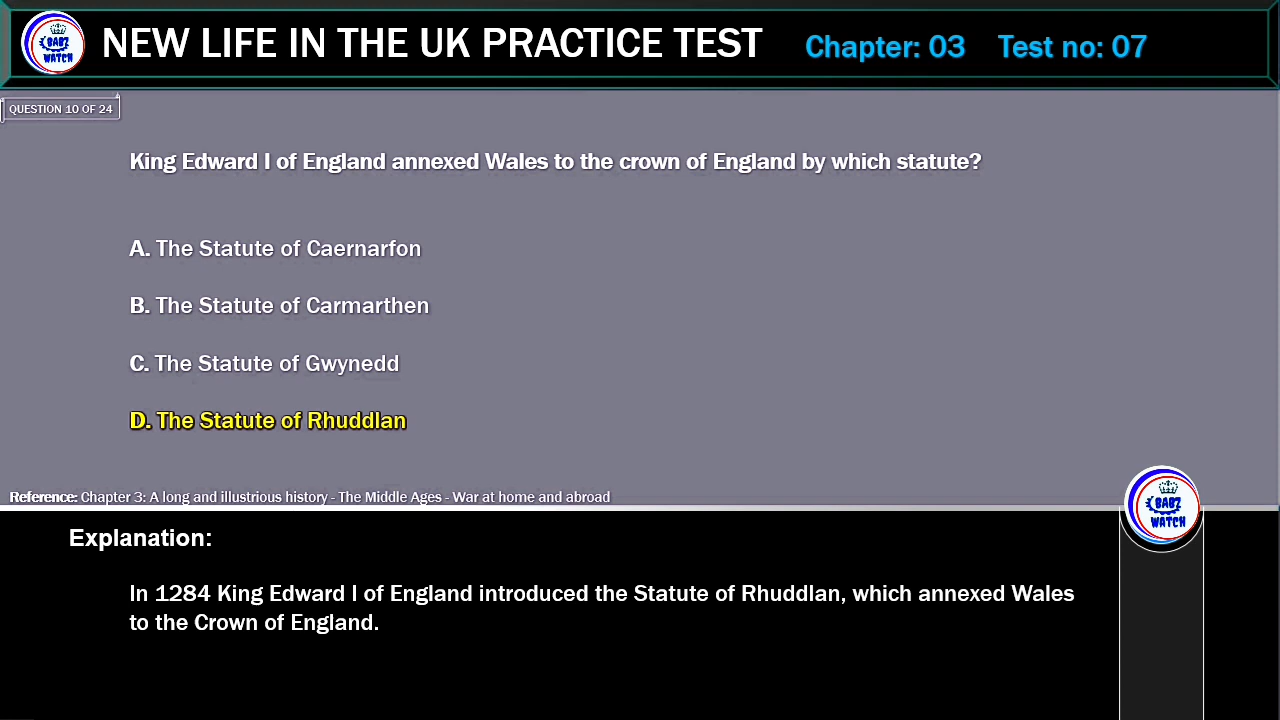 BABZ
WATCH
NEW LIFE IN THE UK PRACTICE TEST
Chapter: 03
Test no: 07
QUESTION 10 OF 24
King Edward I of England annexed Wales to the crown of England by which statute?
A. The Statute of Caernarfon
B. The Statute of Carmarthen
C. The Statute of Gwynedd
D. The Statute of Rhuddlan
Reference: Chapter 3: A long and illustrious history - The Middle Ages - War at home and abroad
BABZ
WATCH
Explanation:
In 1284 King Edward I of England introduced the Statute of Rhuddlan, which annexed Wales
to the Crown of England.